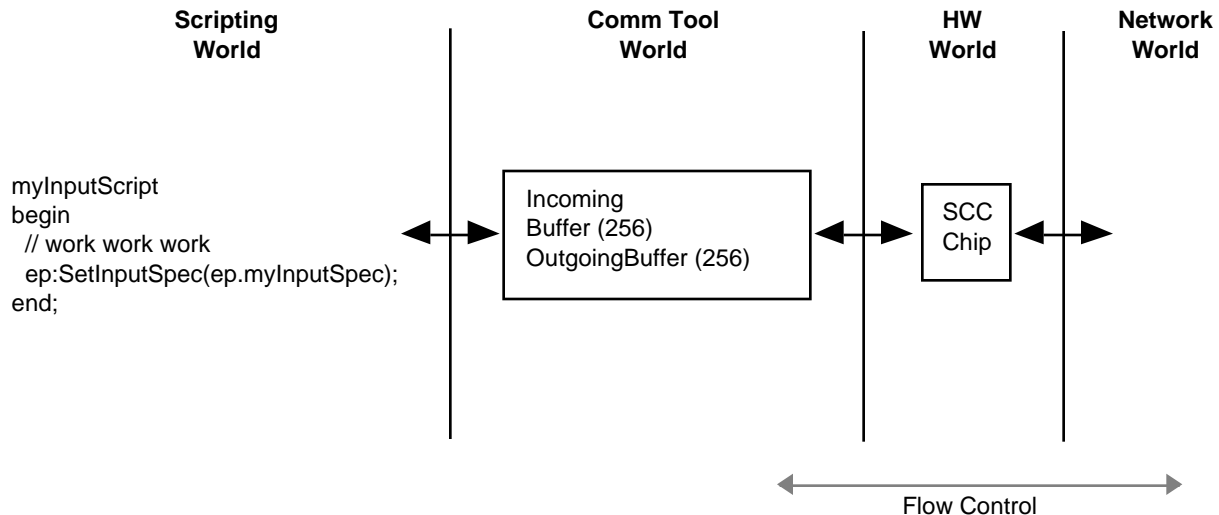 Scripting
World
Comm Tool
World
HW
World
Network
World
myInputScript
begin
// work work work
ep:SetInputSpec(ep.myInputSpec);
end;
Incoming
Buffer (256)
OutgoingBuffer (256)
SCC
Chip
Flow Control